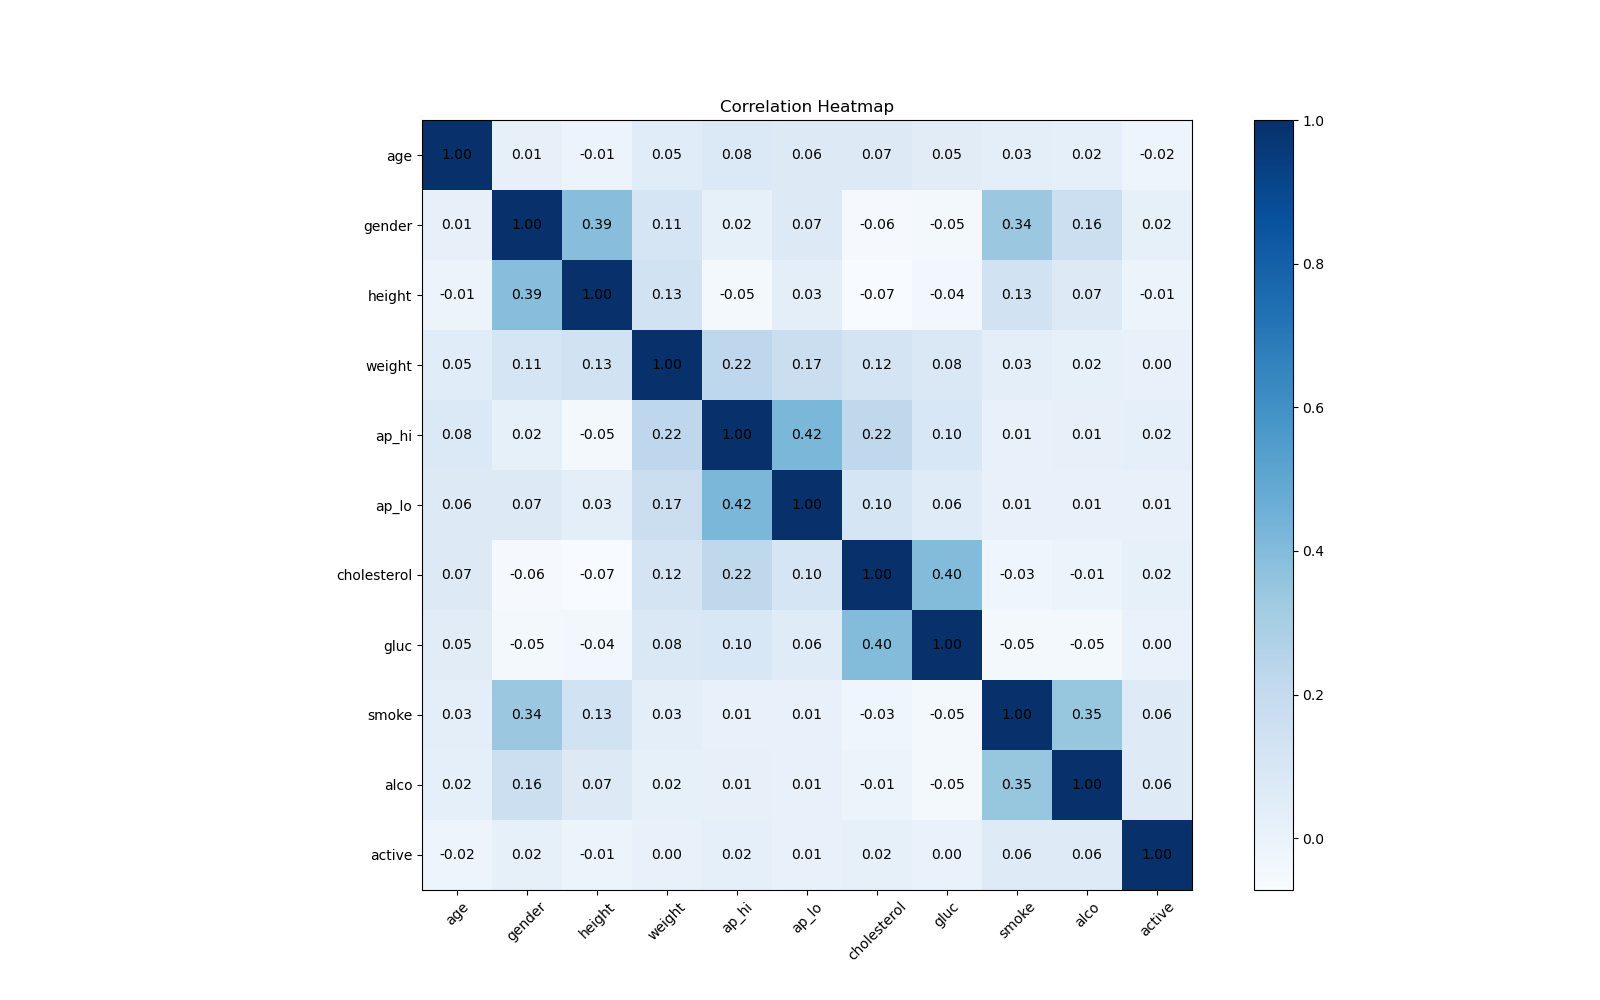 Correlation Heatmap
age 1.00 0.01 -0.01 0.05 0.08 0.06 0.07 0.05 0.03 0.02 -0.02
gender 0.01 1.00 0.39 0.11 0.02 0.07 -0.06 -0.05 0.34 0.16 0.02
height -0.01 0.39 1.00 0.13 -0.05 0.03 -0.07 -0.04 0.13 0.07 -0.01
weight 0.05 0.11 0.13 1.00 0.22 0.17 0.12 0.08 0.03 0.02 0.00
ap_hi 0.08 0.02 -0.05 0.22 1.00 0.42 0.22 0.10 0.01 0.01 0.02
ap_lo 0.06 0.07 0.03 0.17 0.42 1.00 0.10 0.06 0.01 0.01 0.01
cholesterol 0.07 -0.06 -0.07 0.12 0.22 0.10 1.00 0.40 -0.03 -0.01 0.02
gluc 0.05 -0.05 -0.04 0.08 0.10 0.06 0.40 1.00 -0.05 -0.05 0.00
smoke 0.03 0.34 0.13 0.03 0.01 0.01 -0.03 -0.05 1.00 0.35 0.06
alco 0.02 0.16 0.07 0.02 0.01 0.01 -0.01 -0.05 0.35 1.00 0.06
active -0.02 0.02 -0.01 0.00 0.02 0.01 0.02 0.00 0.06 0.06 1.00
age gender height weight ap_hi ap_lo cholesterol gluc smoke alco active
1.0
0.8
0.6
0.4
0.2
0.0